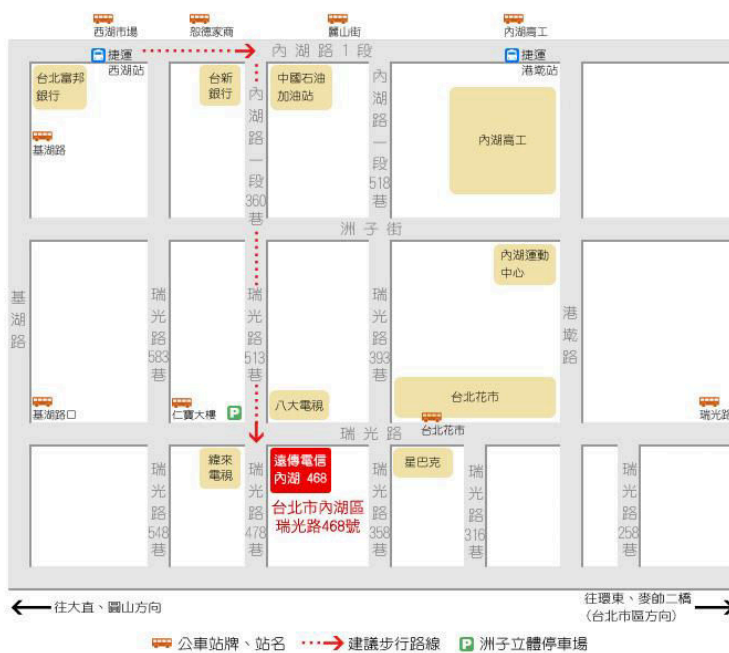 西湖市場
郃德家商
麗山街
內湖高工
捷運
西湖站
內湖路1段
捷運
港墘站
台北富邦
銀行
台新
銀行
中國石油
加油站
內湖路一段360巷
內湖路一段518巷
內湖高工
基湖路
洲子街
內湖運動
中心
基湖路
瑞光路583巷
瑞光路513巷
瑞光路393巷
港墘路
基湖路口
仁寶大樓
八大電視
台北花市
瑞光路
瑞光路
台北花市
緯來
電視
遠傳電信
內湖 468
星巴克
台北市內湖區
瑞光路468號
瑞光路548巷
瑞光路478巷
瑞光路358巷
瑞光路316巷
瑞光路258巷
往大直、圓山方向
往環東、麥帥二橋
(台北市區方向)
公車站牌、站名
建議步行路線
P 洲子立體停車場